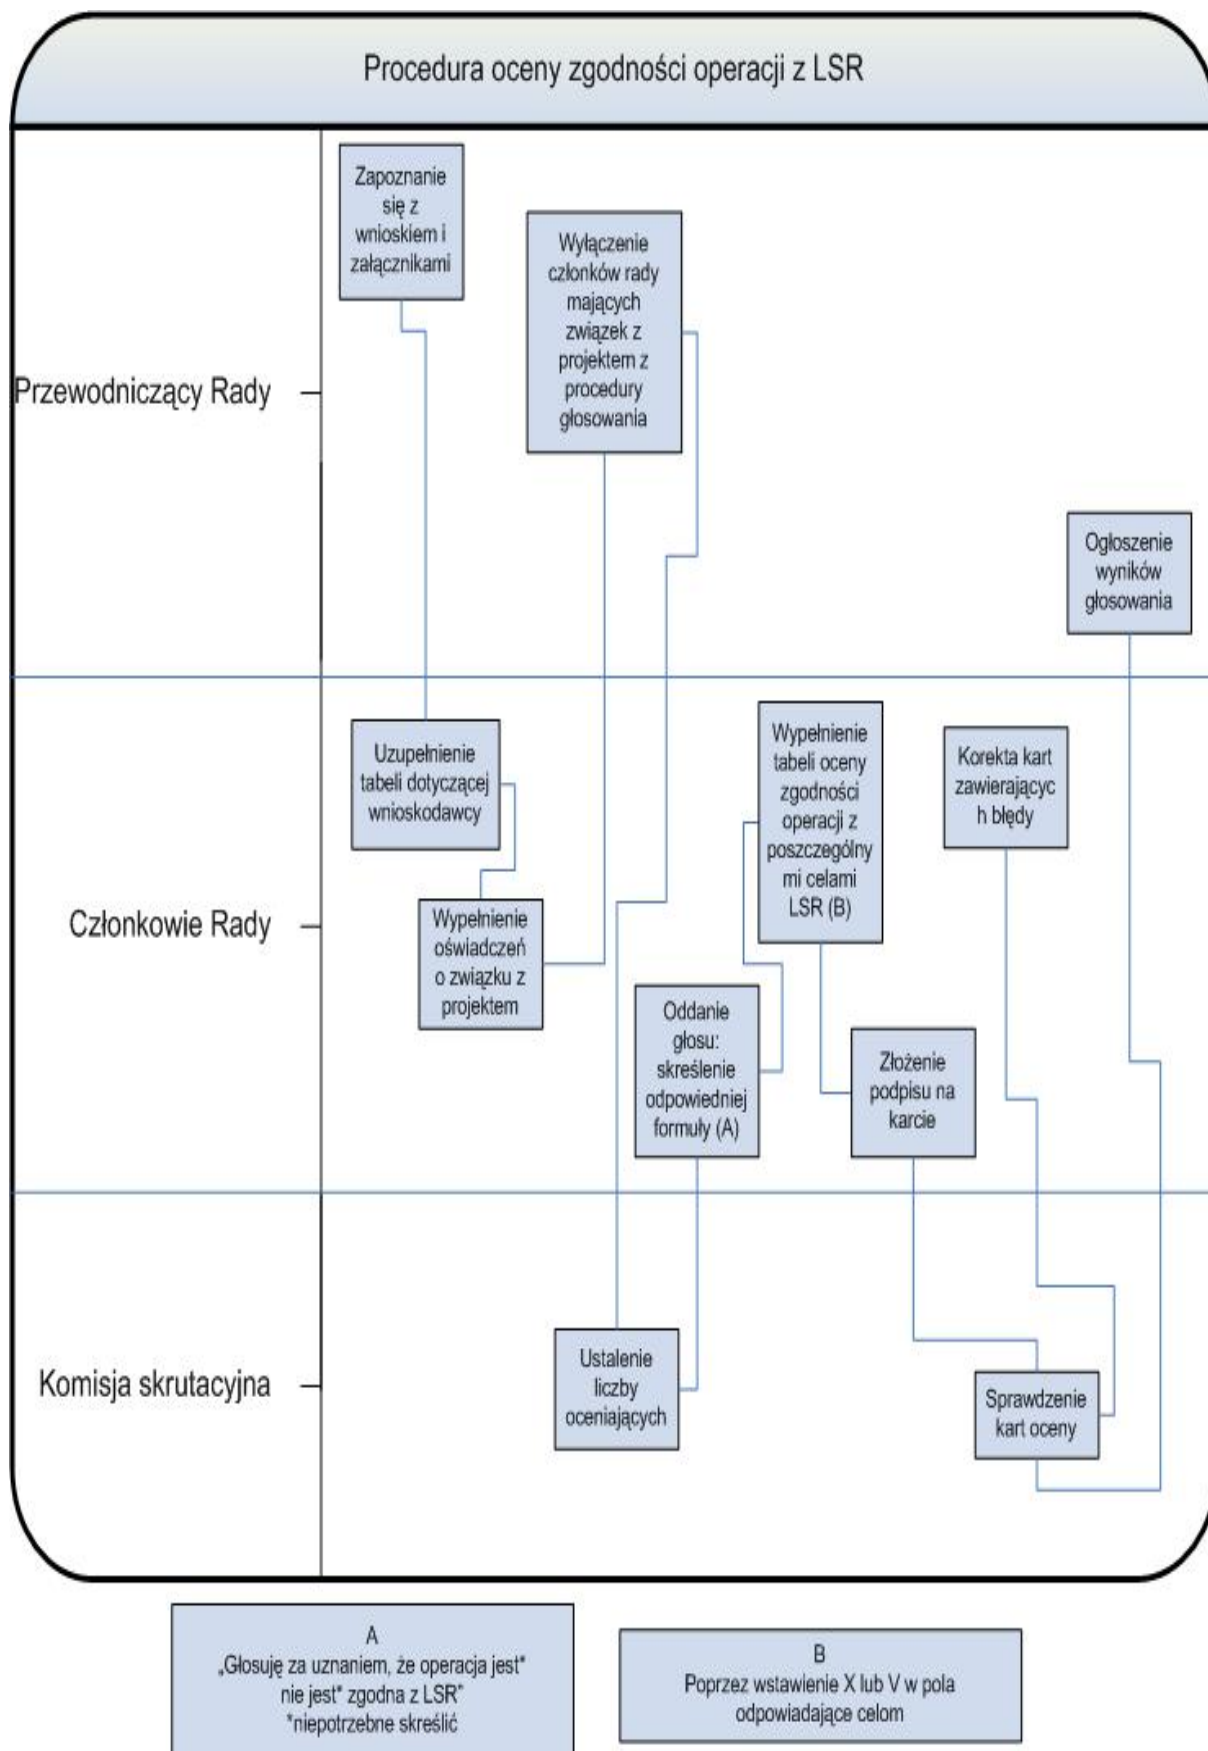 Procedura oceny zgodności operacji z LSR
Zapoznanie
się z
wnioskiem i
załącznikami
Wyłączenie
członków rady
mających
związek z
projektem z
procedury
głosowania
Przewodniczący Rady
Ogłoszenie
wyników
głosowania
Uzupełnienie
tabeli dotyczącej
wnioskodawcy
Wypełnienie
tabeli oceny
zgodności
operacji z
poszczególny
mi celami
LSR (B)
Korekta kart
zawierającyc
h błędy
Członkowie Rady
Wypełnienie
oświadczeń
o związku z
projektem
Oddanie
głosu:
skreślenie
odpowiedniej
formuły (A)
Złożenie
podpisu na
karcie
Komisja skrutacyjna
Ustalenie
liczby
oceniających
Sprawdzenie
kart oceny
A
„Głosuję za uznaniem, że operacja jest*
nie jest* zgodna z LSR”
*niepotrzebne skreślić
B
Poprzez wstawienie X lub V w pola
odpowiadające celom